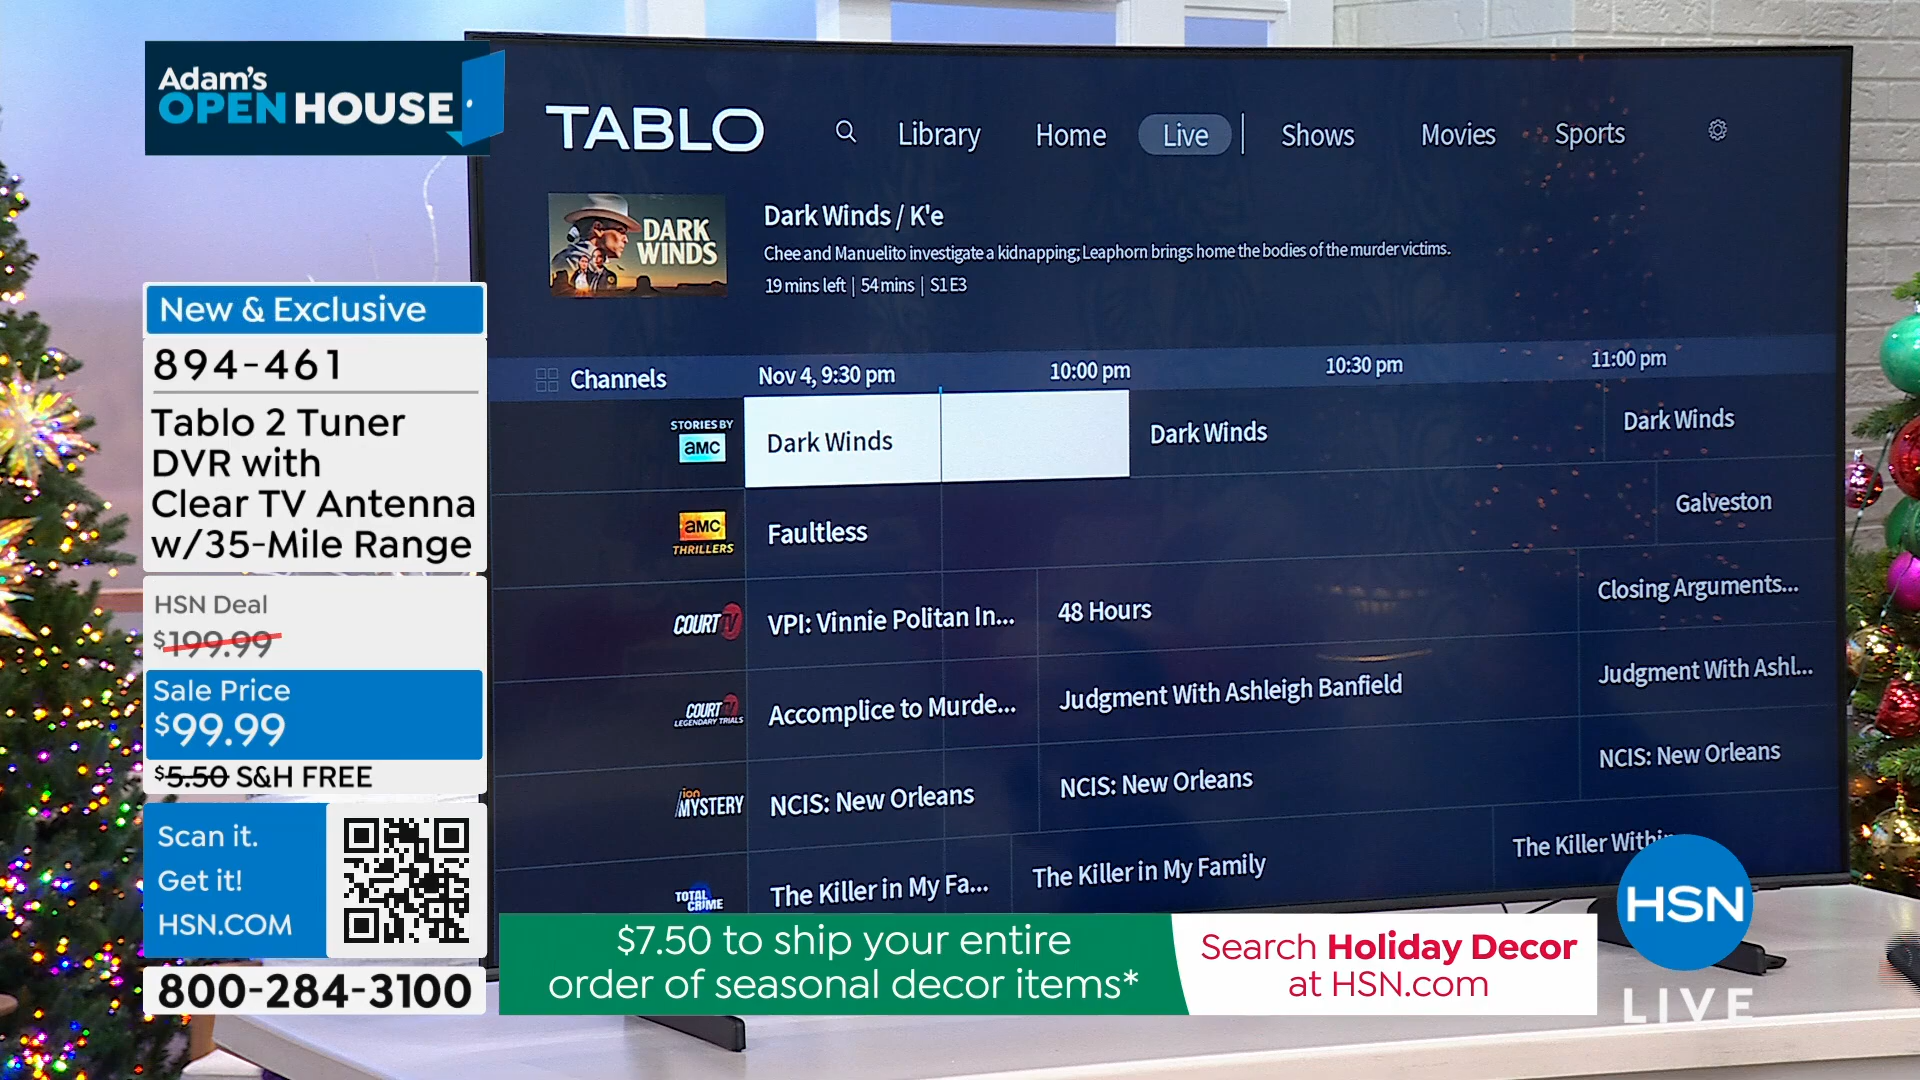 Adam's
OPEN HOUSE
New & Exclusive
894-461
Tablo 2 Tuner
DVR with
Clear TV Antenna
w/35-Mile Range
HSN Deal
$199.99
Sale Price
$99.99
$5.50 S&H FREE
Scan it.
Get it!
HSN.COM
800-284-3100
TABLO
Library Home Live Shows Movies Sports
DARK
WINDS
Dark Winds / K'e
Chee and Manuelito investigate a kidnapping; Leaphorn brings home the bodies of the murder victims.
19 mins left | 54 mins | S1 E3
Channels Nov 4, 9:30 pm 10:00 pm 10:30 pm 11:00 pm
STORIES BY
aMC
Dark Winds Dark Winds Dark Winds
aMC
THRILLERS
Faultless Galveston
COURT TV
VPI: Vinnie Politan In... 48 Hours Closing Arguments...
COURT TV
LEGENDARY TRIALS
Accomplice to Murde... Judgment With Ashleigh Banfield Judgment With Ashl...
ion
MYSTERY
NCIS: New Orleans NCIS: New Orleans NCIS: New Orleans
TOTAL
CRIME
The Killer in My Fa... The Killer in My Family The Killer Within
$7.50 to ship your entire
order of seasonal decor items*
Search Holiday Decor
at HSN.com
HSN
LIVE